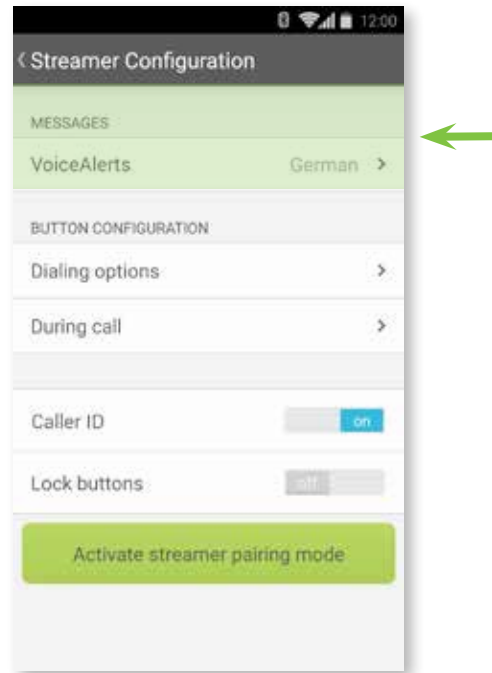 12:00
Streamer Configuration
MESSAGES
VoiceAlerts German
BUTTON CONFIGURATION
Dialing options
During call
Caller ID on
Lock buttons off
Activate streamer pairing mode